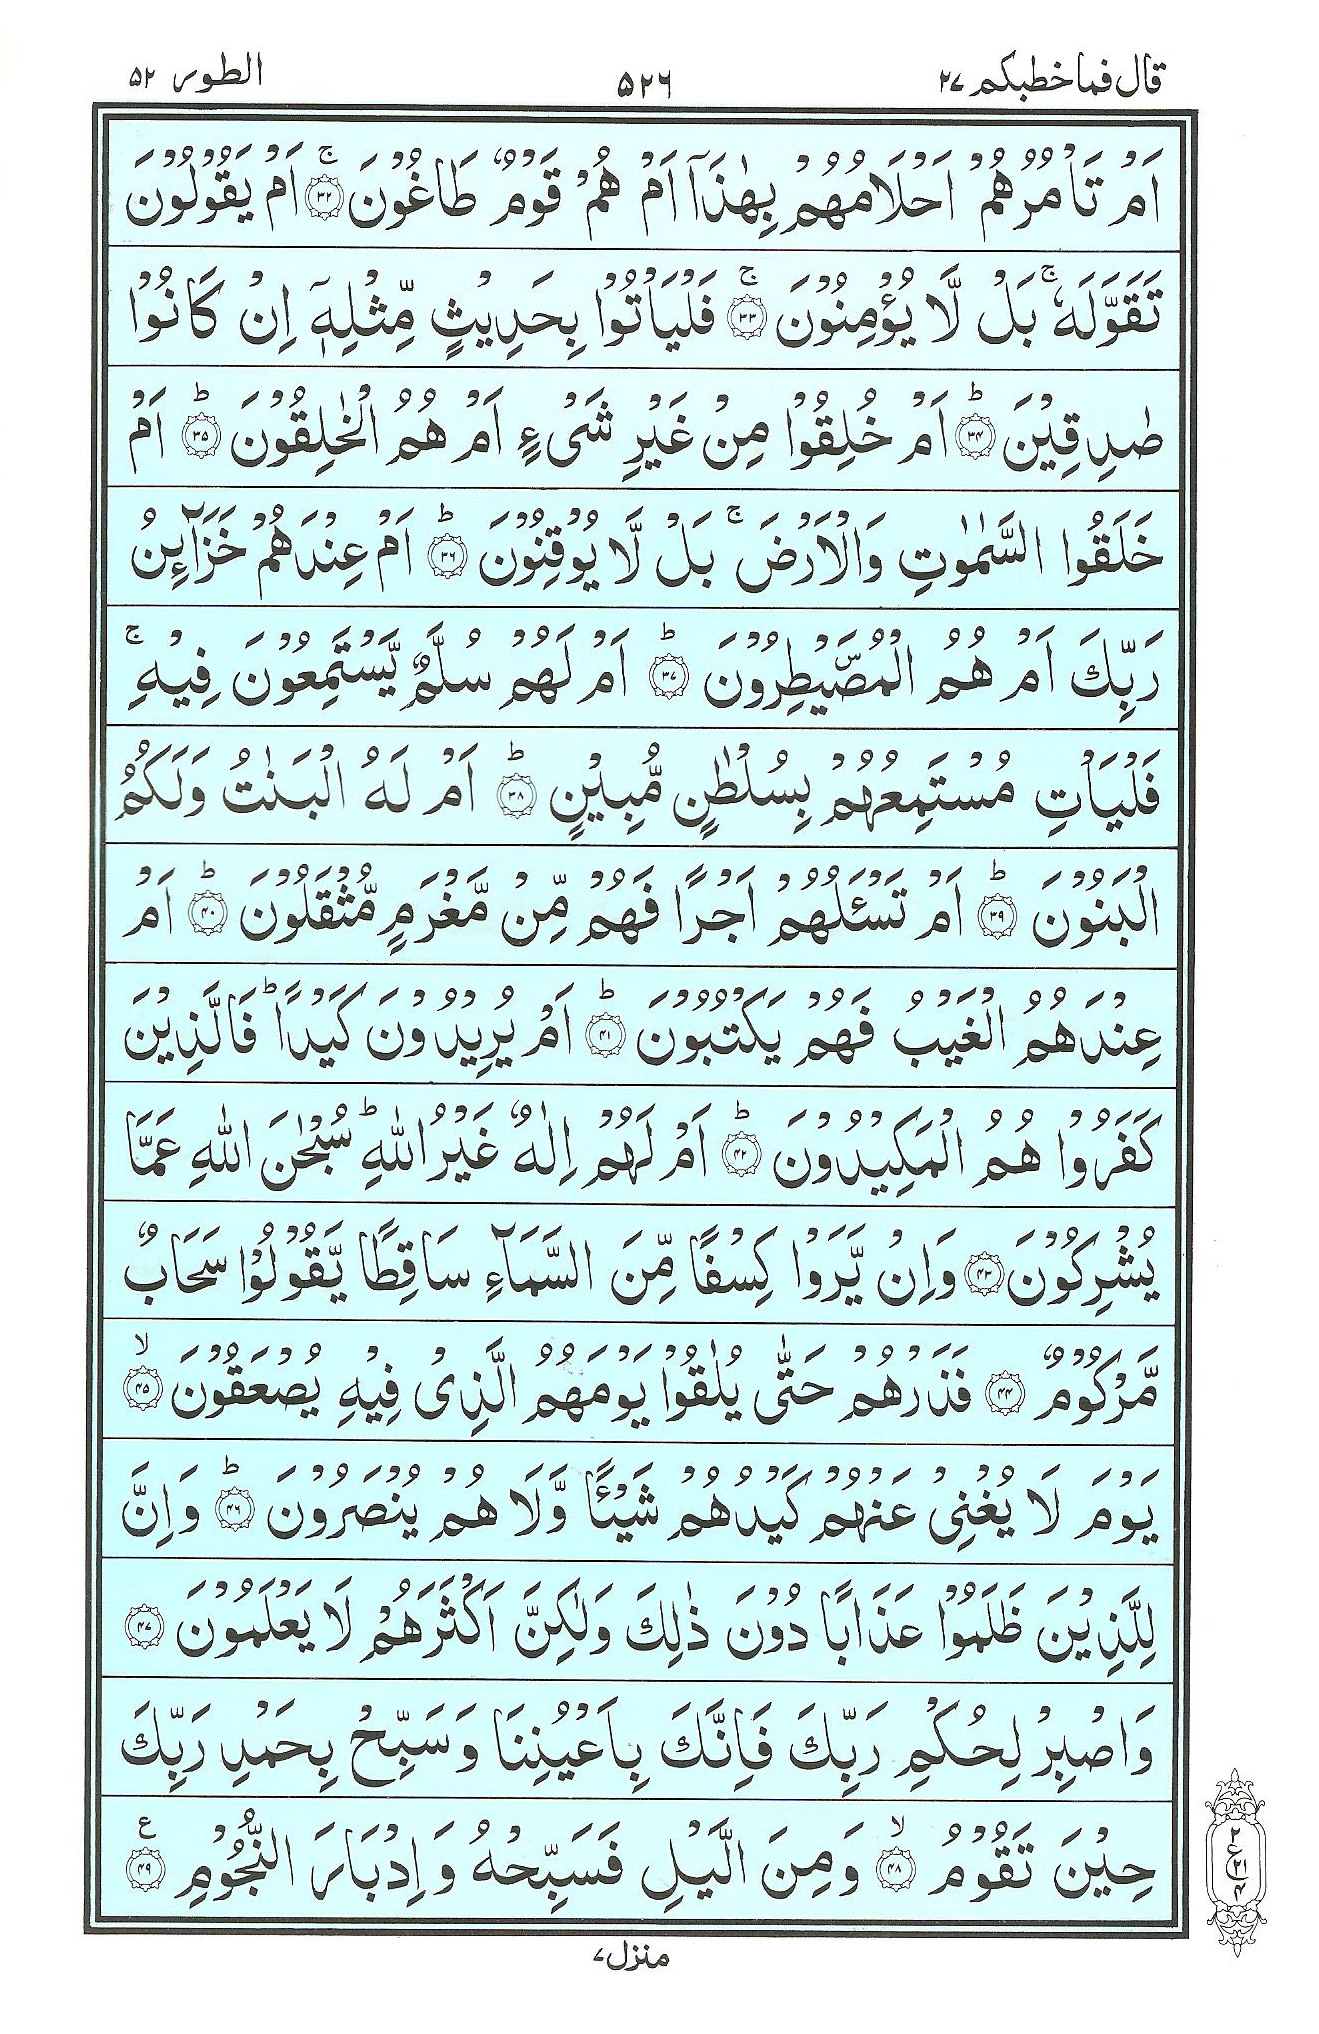 قال فماخطبكم ٢٧
٥٢٦
الطور ٥٢
اَمْ تَاْمُرُهُمْ اَحْلَامُهُمْ بِهٰذَاۤ اَمْ هُمْ قَوْمٌ طَاغُوْنَ ۚ ﴿٣٢﴾ اَمْ يَقُوْلُوْنَ
تَقَوَّلَهٗ ۚ بَلْ لَّا يُؤْمِنُوْنَ ۚ ﴿٣٣﴾ فَلْيَاْتُوْا بِحَدِيْثٍ مِّثْلِهٖۤ اِنْ كَانُوْا
صٰدِقِيْنَ ؕ ﴿٣٤﴾ اَمْ خُلِقُوْا مِنْ غَيْرِ شَىْءٍ اَمْ هُمُ الْخٰلِقُوْنَ ؕ ﴿٣٥﴾ اَمْ
خَلَقُوا السَّمٰوٰتِ وَالْاَرْضَ ۚ بَلْ لَّا يُوْقِنُوْنَ ؕ ﴿٣٦﴾ اَمْ عِنْدَهُمْ خَزَآئِنُ
رَبِّكَ اَمْ هُمُ الْمُصَۜيْطِرُوْنَ ؕ ﴿٣٧﴾ اَمْ لَهُمْ سُلَّمٌ يَّسْتَمِعُوْنَ فِيْهِ ۚ
فَلْيَاْتِ مُسْتَمِعُهُمْ بِسُلْطٰنٍ مُّبِيْنٍ ؕ ﴿٣٨﴾ اَمْ لَهُ الْبَنٰتُ وَلَكُمُ
الْبَنُوْنَ ؕ ﴿٣٩﴾ اَمْ تَسْـَٔلُهُمْ اَجْرًا فَهُمْ مِّنْ مَّغْرَمٍ مُّثْقَلُوْنَ ؕ ﴿٤٠﴾ اَمْ
عِنْدَهُمُ الْغَيْبُ فَهُمْ يَكْتُبُوْنَ ؕ ﴿٤١﴾ اَمْ يُرِيْدُوْنَ كَيْدًا ؕ فَالَّذِيْنَ
كَفَرُوْا هُمُ الْمَكِيْدُوْنَ ؕ ﴿٤٢﴾ اَمْ لَهُمْ اِلٰهٌ غَيْرُ اللّٰهِ ؕ سُبْحٰنَ اللّٰهِ عَمَّا
يُشْرِكُوْنَ ﴿٤٣﴾ وَاِنْ يَّرَوْا كِسْفًا مِّنَ السَّمَآءِ سَاقِطًا يَّقُوْلُوْا سَحَابٌ
مَّرْكُوْمٌ ﴿٤٤﴾ فَذَرْهُمْ حَتّٰى يُلٰقُوْا يَوْمَهُمُ الَّذِىْ فِيْهِ يُصْعَقُوْنَ ۙ ﴿٤٥﴾
يَوْمَ لَا يُغْنِىْ عَنْهُمْ كَيْدُهُمْ شَيْـًٔا وَّلَا هُمْ يُنْصَرُوْنَ ؕ ﴿٤٦﴾ وَاِنَّ
لِلَّذِيْنَ ظَلَمُوْا عَذَابًا دُوْنَ ذٰلِكَ وَلٰكِنَّ اَكْثَرَهُمْ لَا يَعْلَمُوْنَ ﴿٤٧﴾
وَاصْبِرْ لِحُكْمِ رَبِّكَ فَاِنَّكَ بِاَعْيُنِنَا وَسَبِّحْ بِحَمْدِ رَبِّكَ
حِيْنَ تَقُوْمُ ۙ ﴿٤٨﴾ وَمِنَ الَّيْلِ فَسَبِّحْهُ وَاِدْبَارَ النُّجُوْمِ ع ﴿٤٩﴾
٢
ع ٢١
٤
منزل ٧